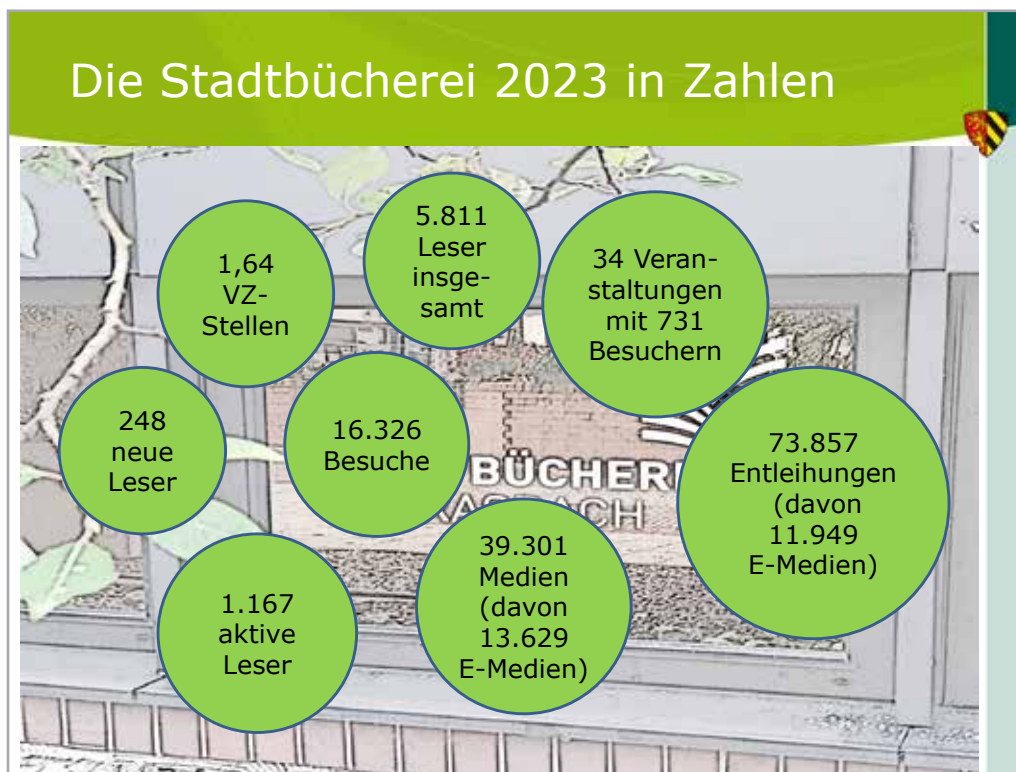 Die Stadtbücherei 2023 in Zahlen
1,64
VZ-
Stellen
5.811
Leser
insge-
samt
34 Veran-
staltungen
mit 731
Besuchern
248
neue
Leser
16.326
Besuche
73.857
Entleihungen
(davon
11.949
E-Medien)
1.167
aktive
Leser
39.301
Medien
(davon
13.629
E-Medien)
BÜCHERE